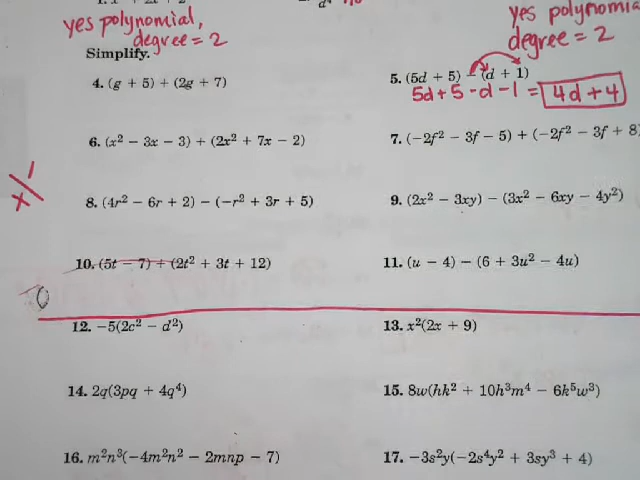 yes polynomial,
degree = 2
yes polynomia
degree = 2
Simplify.
4. (g + 5) + (2g + 7)
5. (5d + 5) − (d + 1)
5d + 5 - d - 1 = 4d + 4
6. (x² − 3x − 3) + (2x² + 7x − 2)
7. (−2f² − 3f − 5) + (−2f² − 3f + 8)
8. (4r² − 6r + 2) − (−r² + 3r + 5)
9. (2x² − 3xy) − (3x² − 6xy − 4y²)
10. (5t − 7) + (2t² + 3t + 12)
11. (u − 4) − (6 + 3u² − 4u)
12. −5(2c² − d²)
13. x²(2x + 9)
14. 2q(3pq + 4q⁴)
15. 8w(hk² + 10h³m⁴ − 6k⁵w³)
16. m²n³(−4m²n² − 2mnp − 7)
17. −3s²y(−2s⁴y² + 3sy³ + 4)